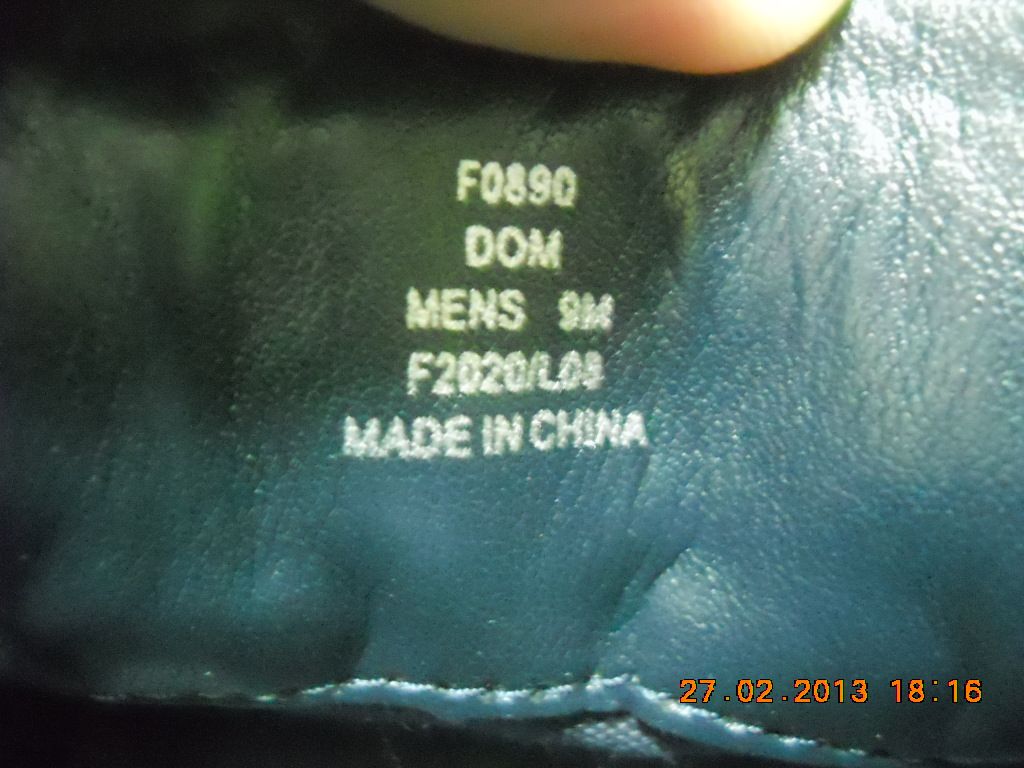 F0890
DOM
MENS 9M
F2020/L08
MADE IN CHINA
27.02.2013 18:16